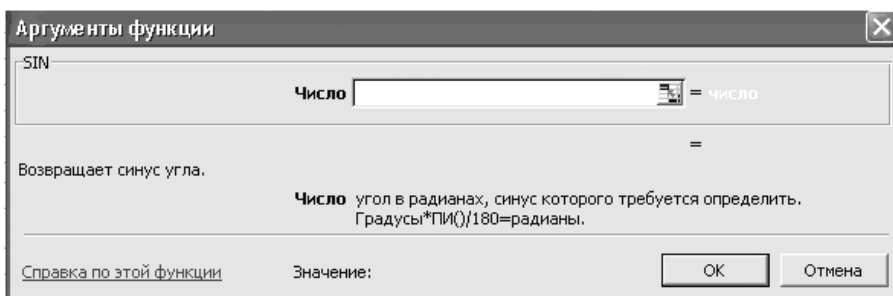 Аргументы функции
SIN
Число = число
=
Возвращает синус угла.
Число угол в радианах, синус которого требуется определить.
Градусы*ПИ()/180=радианы.
Справка по этой функции Значение: ОК Отмена